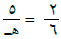 ٥/هـ = ٢/٦